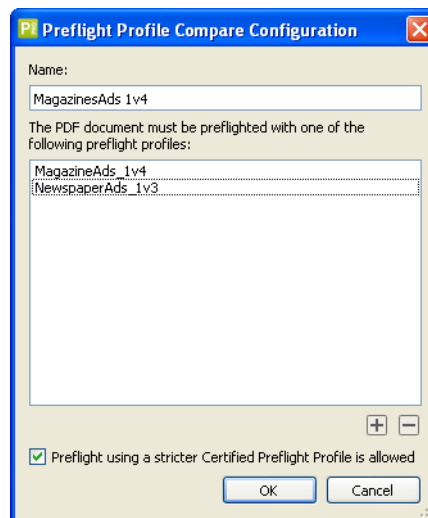 Preflight Profile Compare Configuration
Name:
MagazinesAds 1v4
The PDF document must be preflighted with one of the
following preflight profiles:
MagazineAds_1v4
NewspaperAds_1v3
Preflight using a stricter Certified Preflight Profile is allowed
OK Cancel